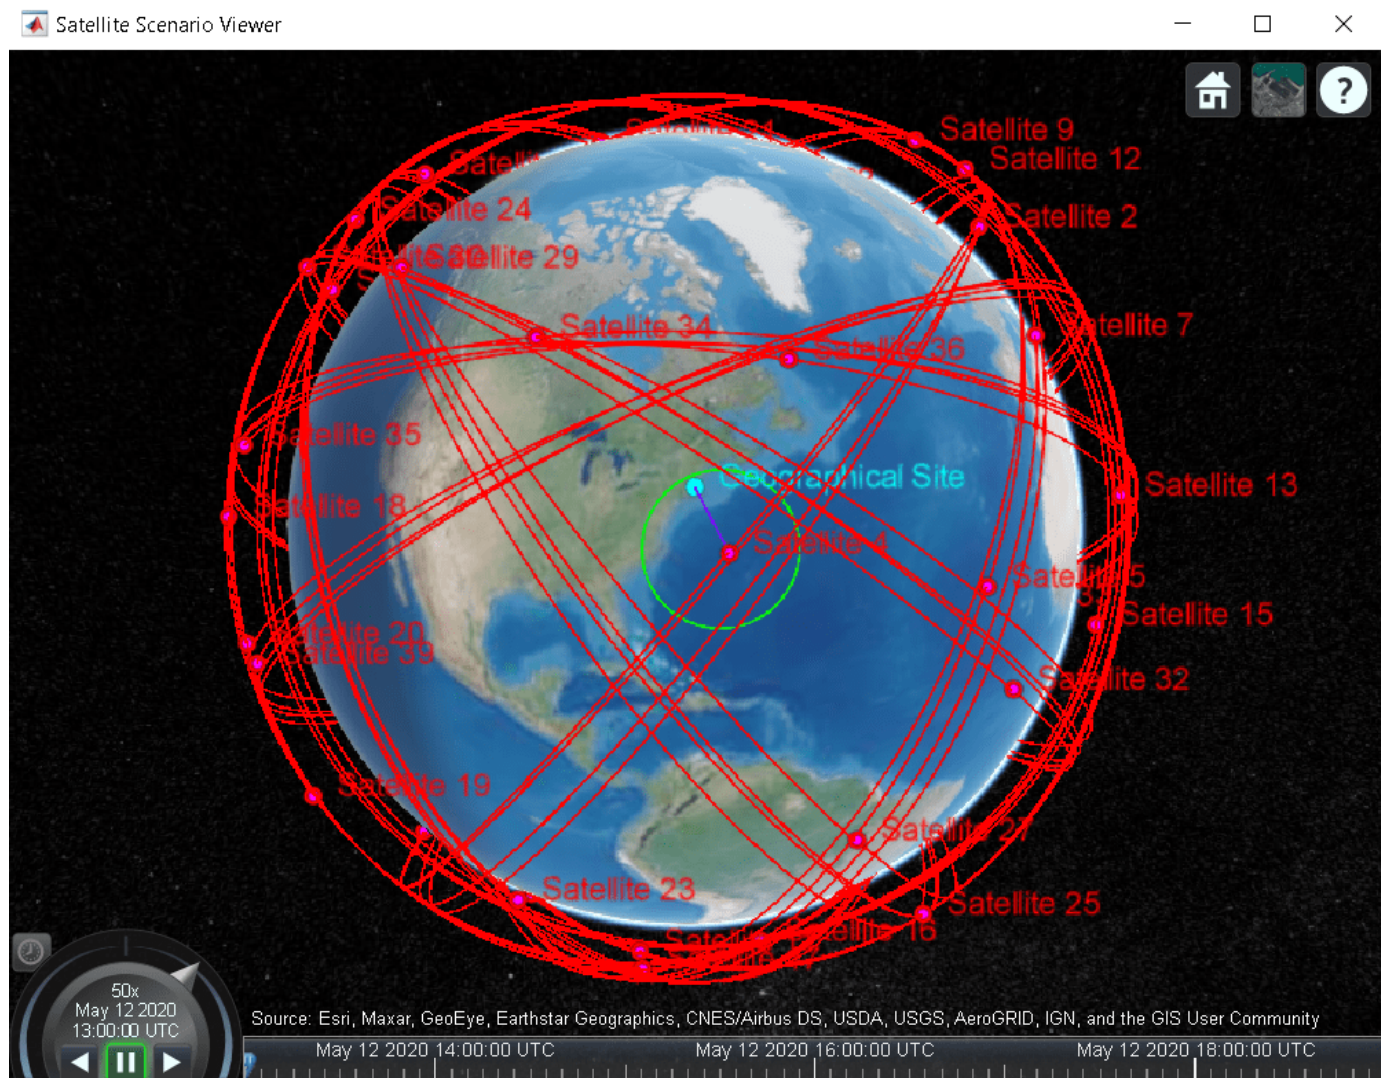 Satellite Scenario Viewer
Satellite 9
Satellite 12
Satellite 24
Satellite 2
Satellite 29
Satellite 34
Satellite 7
Satellite 36
Satellite 35
Geographical Site
Satellite 13
Satellite 18
Satellite 4
Satellite 5
Satellite 15
Satellite 20
Satellite 39
Satellite 32
Satellite 19
Satellite 27
Satellite 23
Satellite 25
Satellite 16
50x
May 12 2020
13:00:00 UTC
Source: Esri, Maxar, GeoEye, Earthstar Geographics, CNES/Airbus DS, USDA, USGS, AeroGRID, IGN, and the GIS User Community
May 12 2020 14:00:00 UTC
May 12 2020 16:00:00 UTC
May 12 2020 18:00:00 UTC